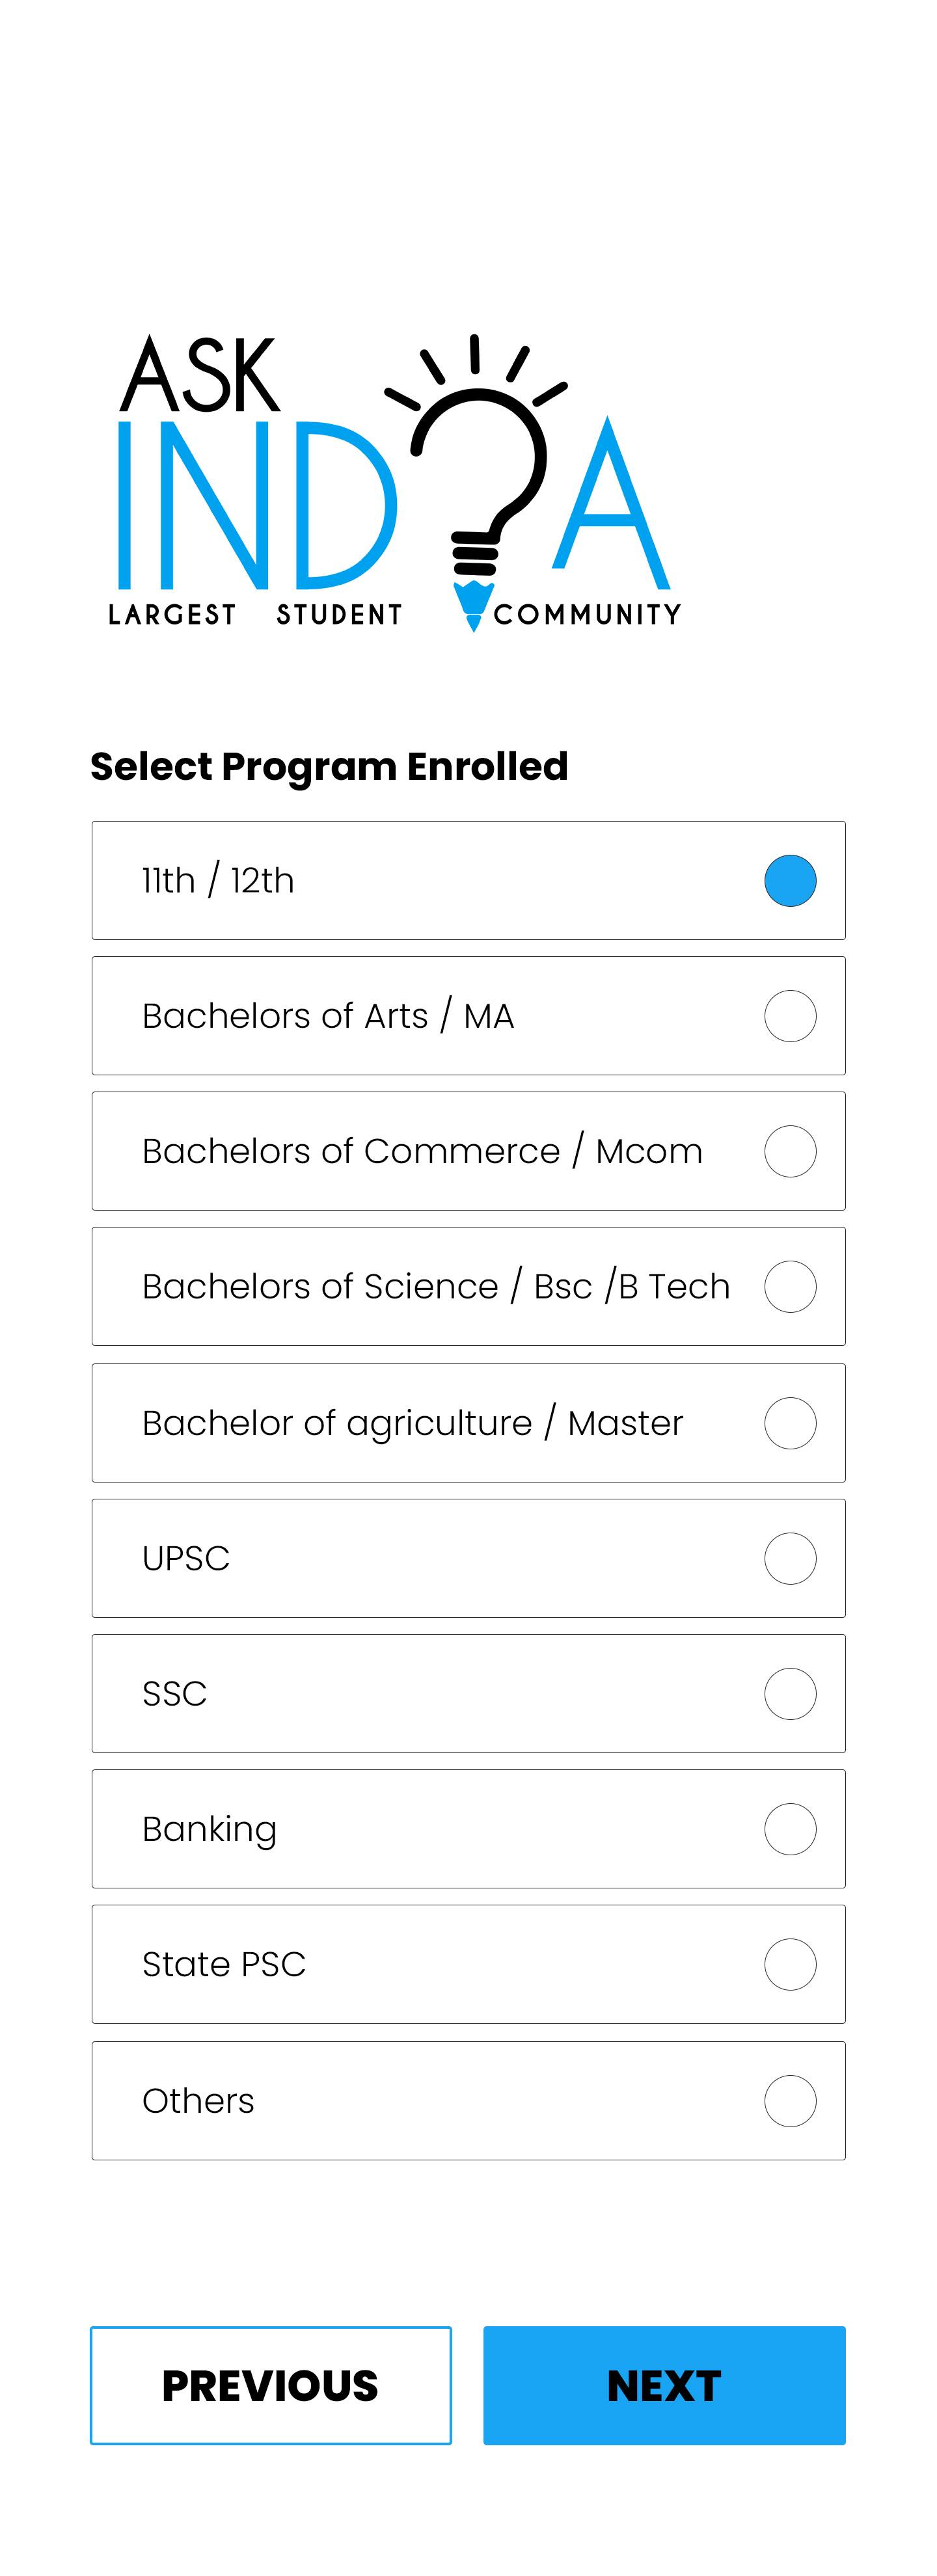 ASK
INDIA
LARGEST STUDENT COMMUNITY
Select Program Enrolled
11th / 12th
Bachelors of Arts / MA
Bachelors of Commerce / Mcom
Bachelors of Science / Bsc /B Tech
Bachelor of agriculture / Master
UPSC
SSC
Banking
State PSC
Others
PREVIOUS
NEXT